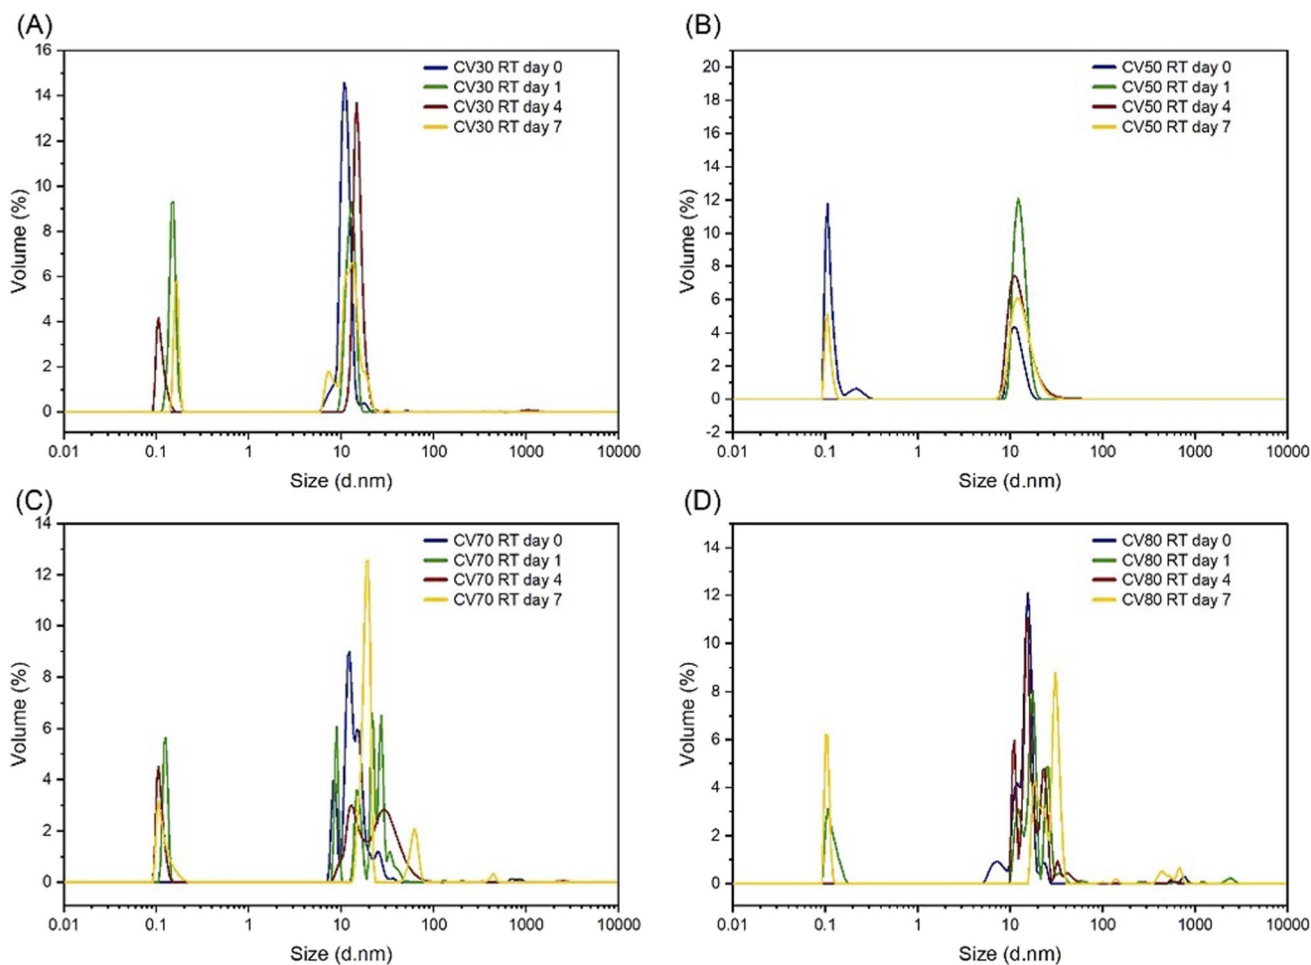 (A)
16
14
12
10
8
6
4
2
0
Volume (%)
CV30 RT day 0
CV30 RT day 1
CV30 RT day 4
CV30 RT day 7
0.01 0.1 1 10 100 1000 10000
Size (d.nm)
(B)
20
18
16
14
12
10
8
6
4
2
0
-2
Volume (%)
CV50 RT day 0
CV50 RT day 1
CV50 RT day 4
CV50 RT day 7
0.01 0.1 1 10 100 1000 10000
Size (d.nm)
(C)
14
12
10
8
6
4
2
0
Volume (%)
CV70 RT day 0
CV70 RT day 1
CV70 RT day 4
CV70 RT day 7
0.01 0.1 1 10 100 1000 10000
Size (d.nm)
(D)
14
12
10
8
6
4
2
0
Volume (%)
CV80 RT day 0
CV80 RT day 1
CV80 RT day 4
CV80 RT day 7
0.01 0.1 1 10 100 1000 10000
Size (d.nm)